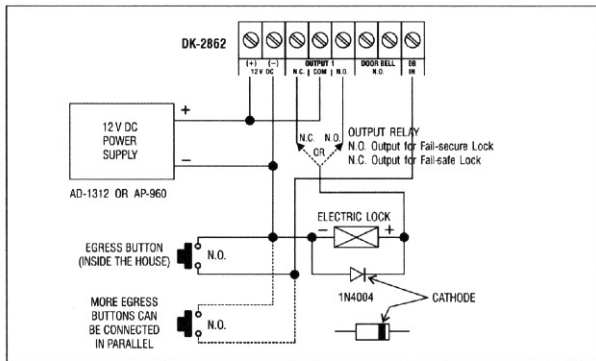 DK-2862
(+) (-) OUTPUT 1 DOOR BELL EG
12 V DC N.C. | COM | N.O. N.O. IN
+
12 V DC
POWER
SUPPLY
–
AD-1312 OR AP-960
N.C. N.O.
OR
OUTPUT RELAY
N.O. Output for Fail-secure Lock
N.C. Output for Fail-safe Lock
ELECTRIC LOCK
– +
EGRESS BUTTON
(INSIDE THE HOUSE)
N.O.
1N4004
CATHODE
MORE EGRESS
BUTTONS CAN
BE CONNECTED
IN PARALLEL
N.O.